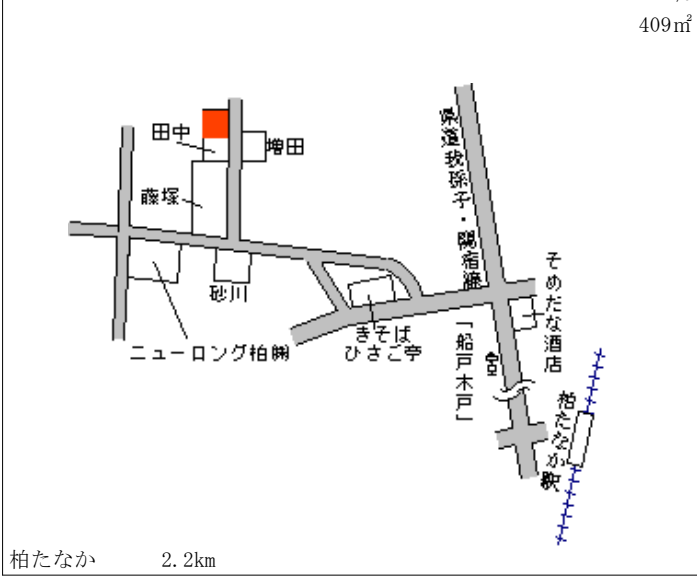 409㎡
田中
増田
県道我孫子・関宿線
藤塚
砂川
そめだな酒店
きそば
ひさご亭
ニューロング柏㈱
「船戸木戸」
柏たなか駅
柏たなか 2.2km